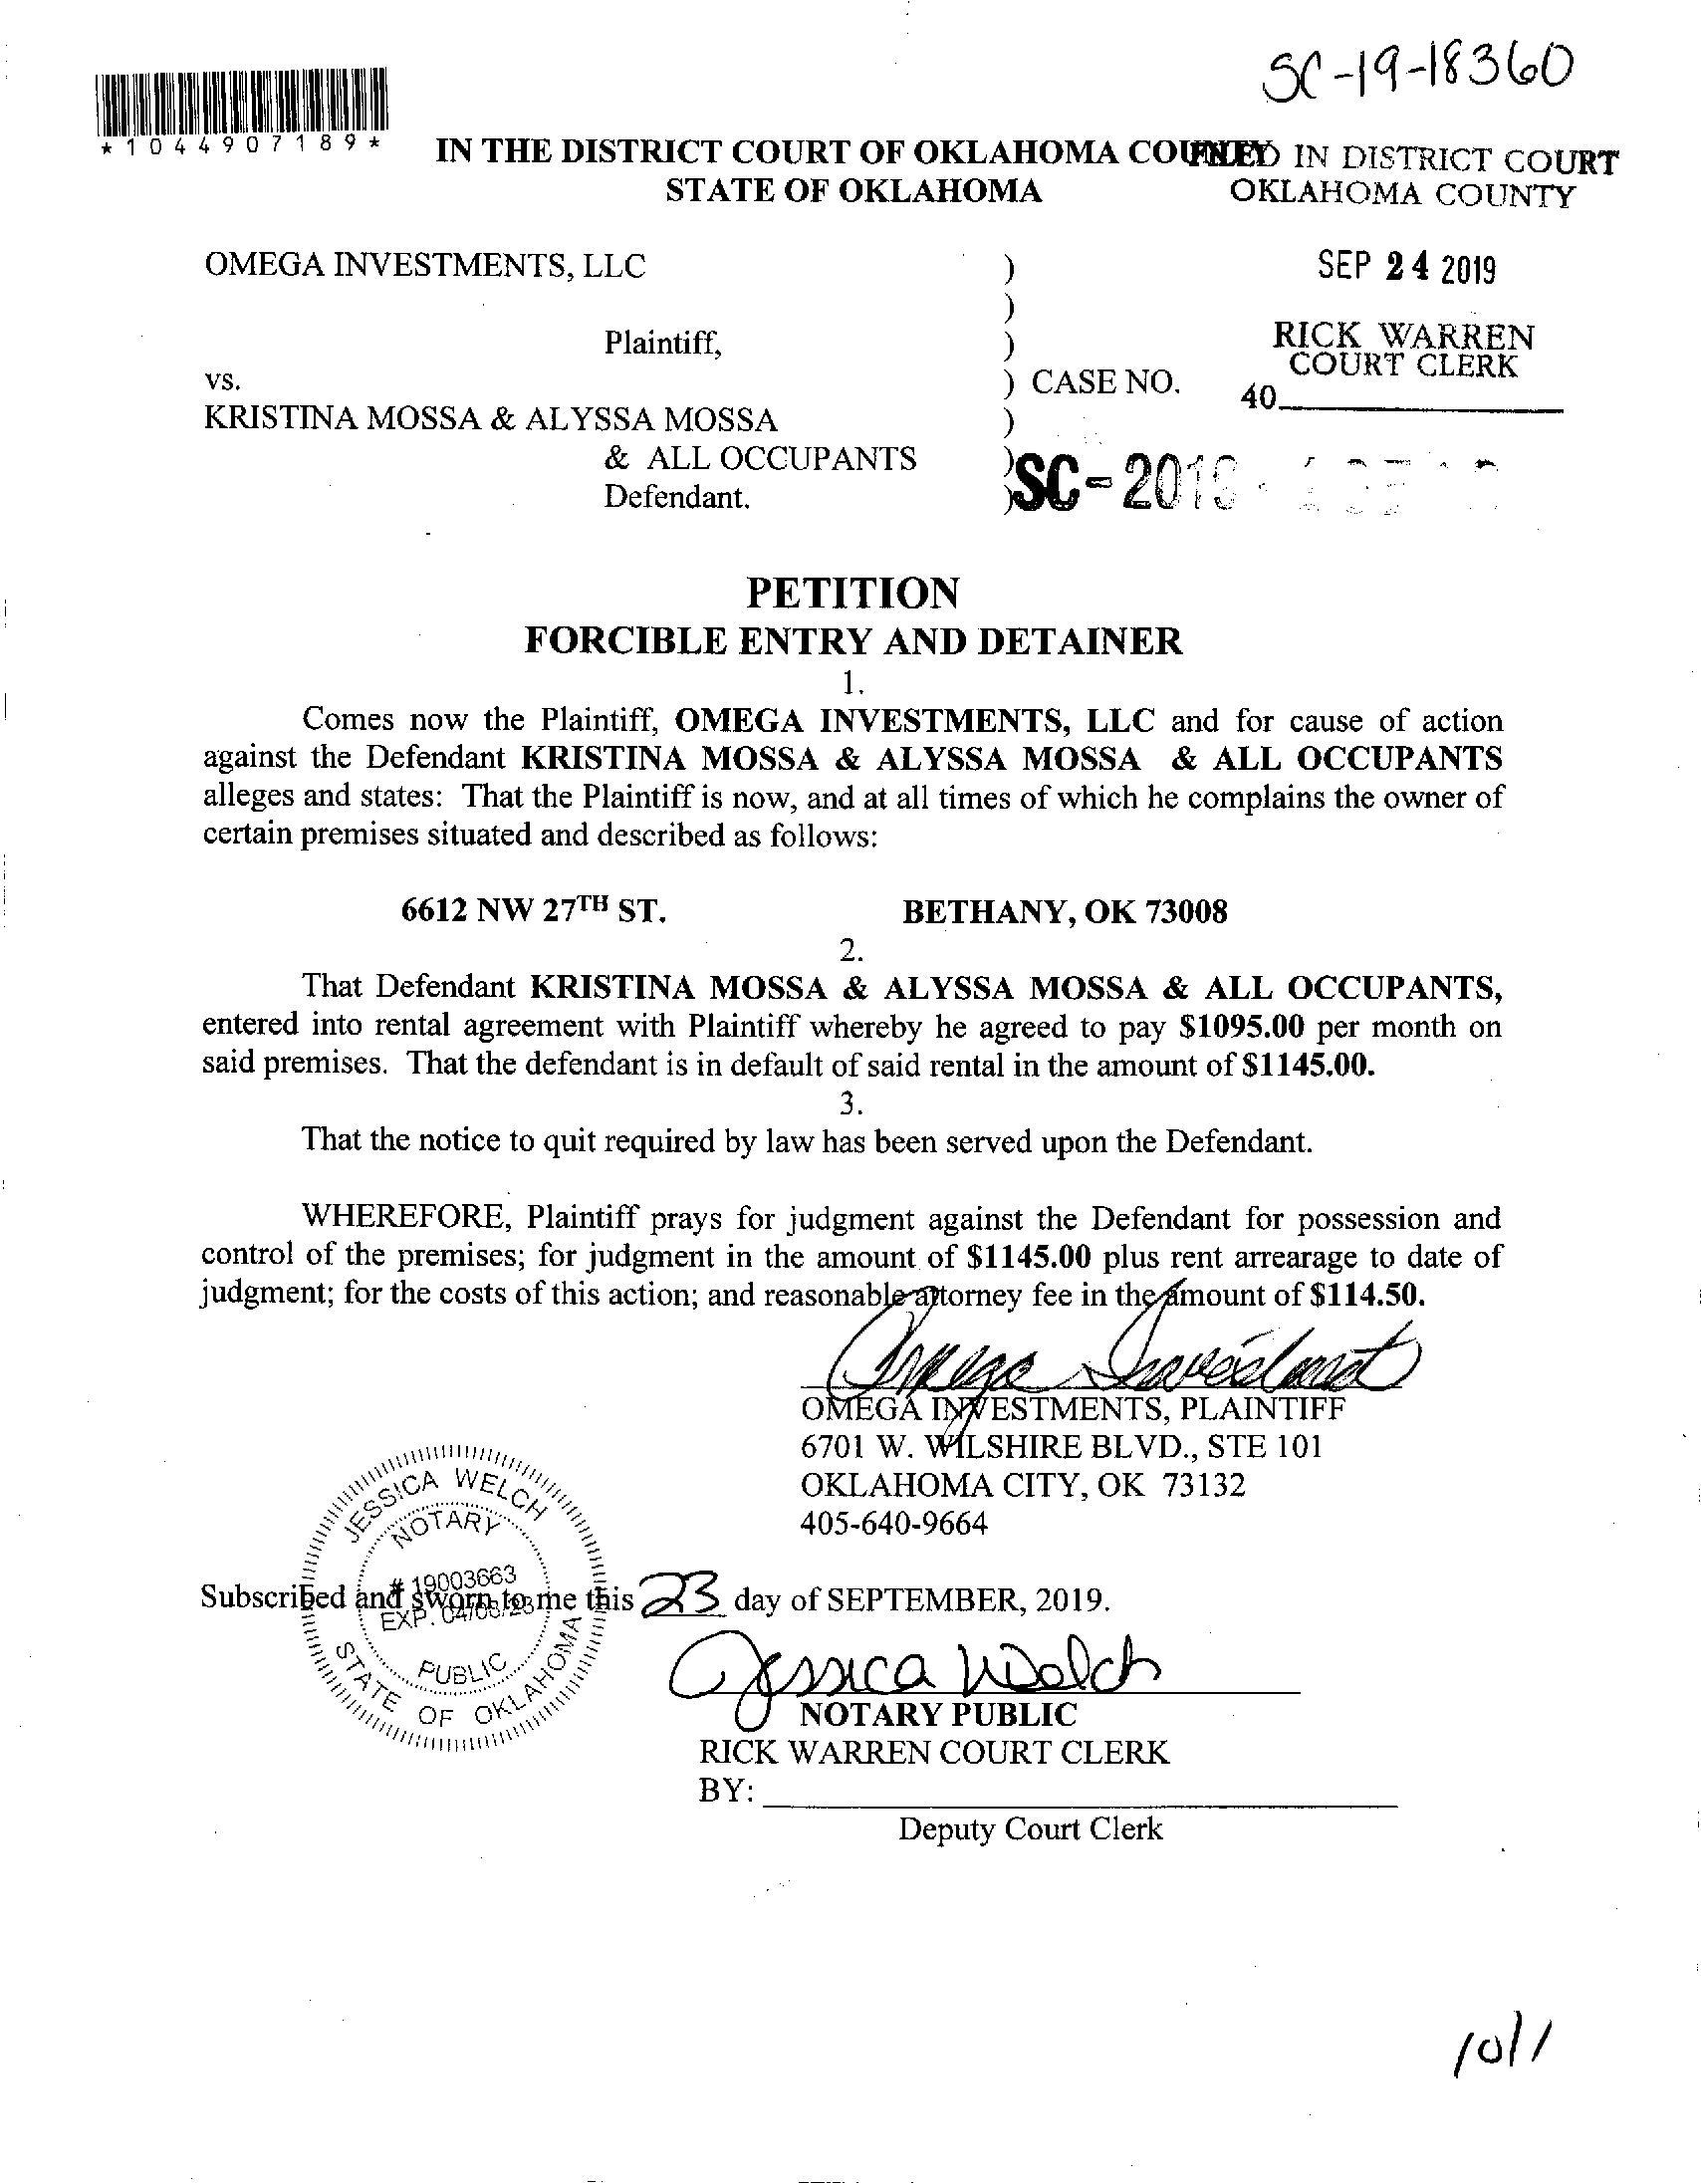 SC-19-18360
*1044907189*
IN THE DISTRICT COURT OF OKLAHOMA COUNTY
STATE OF OKLAHOMA
FILED IN DISTRICT COURT
OKLAHOMA COUNTY
OMEGA INVESTMENTS, LLC )
SEP 24 2019
)
Plaintiff, )
RICK WARREN
COURT CLERK
vs. ) CASE NO.
40
KRISTINA MOSSA & ALYSSA MOSSA )
& ALL OCCUPANTS )
Defendant. )
SC-201
PETITION
FORCIBLE ENTRY AND DETAINER
1.
Comes now the Plaintiff, OMEGA INVESTMENTS, LLC and for cause of action
against the Defendant KRISTINA MOSSA & ALYSSA MOSSA & ALL OCCUPANTS
alleges and states: That the Plaintiff is now, and at all times of which he complains the owner of
certain premises situated and described as follows:
6612 NW 27TH ST. BETHANY, OK 73008
2.
That Defendant KRISTINA MOSSA & ALYSSA MOSSA & ALL OCCUPANTS,
entered into rental agreement with Plaintiff whereby he agreed to pay $1095.00 per month on
said premises. That the defendant is in default of said rental in the amount of $1145.00.
3.
That the notice to quit required by law has been served upon the Defendant.
WHEREFORE, Plaintiff prays for judgment against the Defendant for possession and
control of the premises; for judgment in the amount of $1145.00 plus rent arrearage to date of
judgment; for the costs of this action; and reasonable attorney fee in the amount of $114.50.
Omega Investment
OMEGA INVESTMENTS, PLAINTIFF
6701 W. WILSHIRE BLVD., STE 101
OKLAHOMA CITY, OK 73132
405-640-9664
JESSICA WELCH
NOTARY
# 19003663
EXP.
PUBLIC
STATE OF OKLAHOMA
Subscribed and sworn to me this 23 day of SEPTEMBER, 2019.
Jessica Welch
NOTARY PUBLIC
RICK WARREN COURT CLERK
BY:
Deputy Court Clerk
10/1